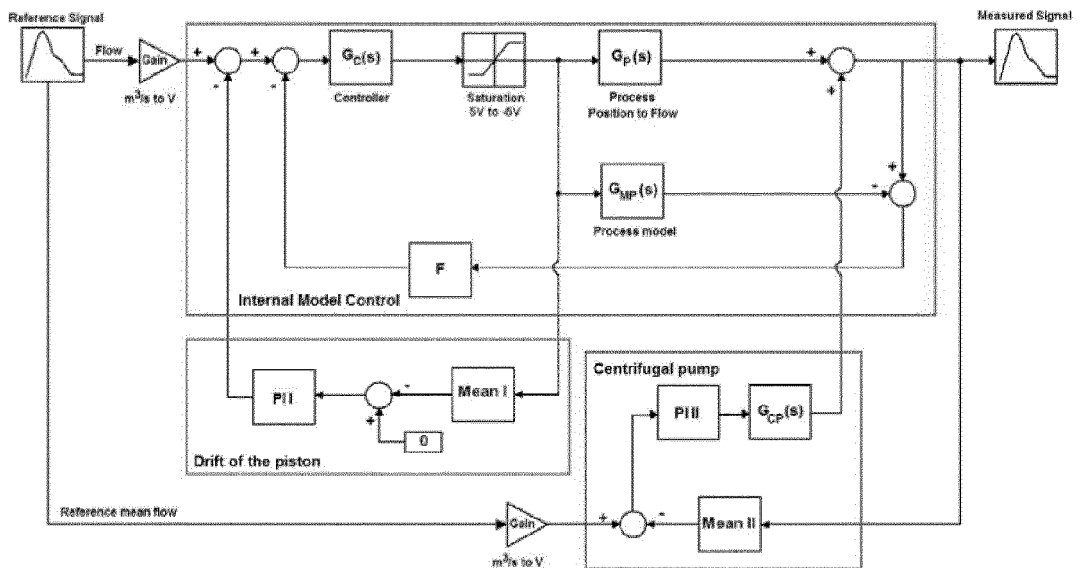 Reference Signal
Flow
Gain
m³/s to V
+
-
+
-
G_C(s)
Controller
Saturation
5V to -5V
G_P(s)
Process
Position to Flow
+
+
Measured Signal
+
-
G_MP(s)
Process model
F
Internal Model Control
PI I
-
+
Mean I
0
Drift of the piston
Centrifugal pump
PI II
G_CP(s)
Reference mean flow
Gain
m³/s to V
+
-
Mean II